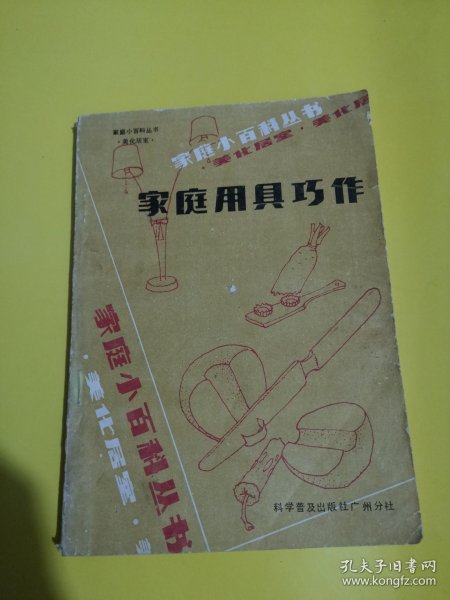 家庭小百科丛书
·美化居室·
家庭小百科丛书
·美化居室·美化居
家庭用具巧作
家庭小百科丛书
·美化居室·美
科学普及出版社广州分社
孔夫子旧书网
www.kongfz.com